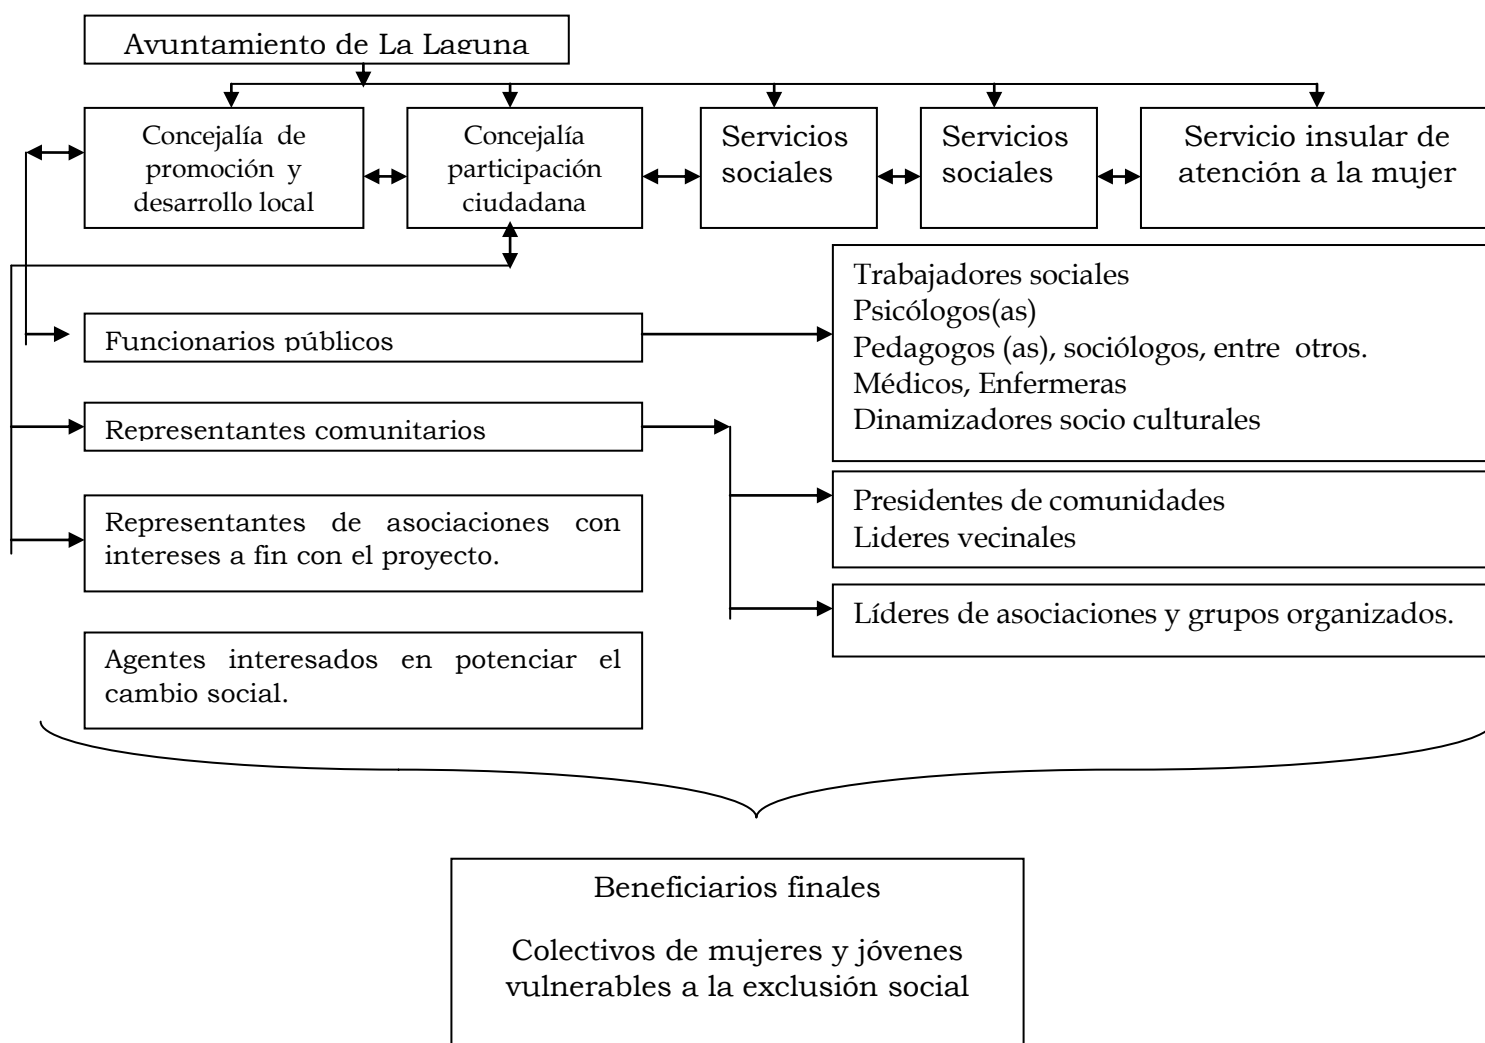 Ayuntamiento de La Laguna
Concejalía de
promoción y
desarrollo local
Concejalía
participación
ciudadana
Servicios
sociales
Servicios
sociales
Servicio insular de
atención a la mujer
Trabajadores sociales
Psicólogos(as)
Pedagogos (as), sociólogos, entre otros.
Médicos, Enfermeras
Dinamizadores socio culturales
Funcionarios públicos
Representantes comunitarios
Presidentes de comunidades
Lideres vecinales
Representantes de asociaciones con
intereses a fin con el proyecto.
Líderes de asociaciones y grupos organizados.
Agentes interesados en potenciar el
cambio social.
Beneficiarios finales
Colectivos de mujeres y jóvenes
vulnerables a la exclusión social